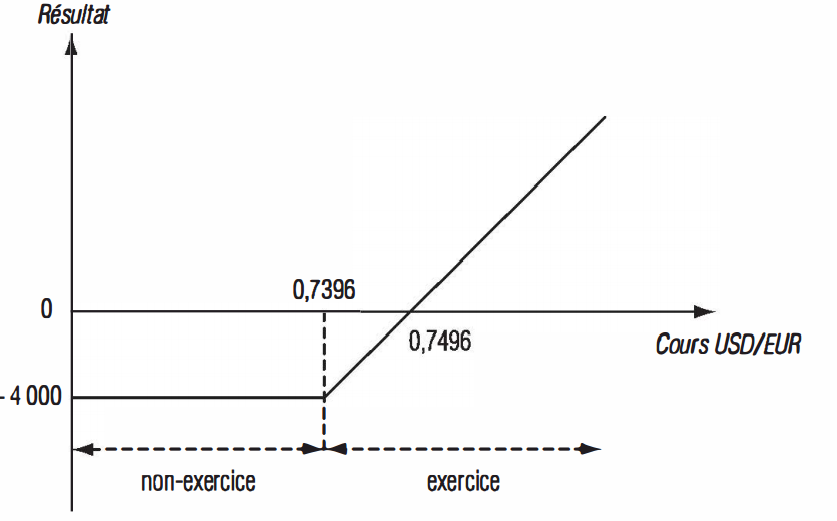 Résultat
0,7396
0
0,7496
Cours USD/EUR
- 4 000
non-exercice
exercice